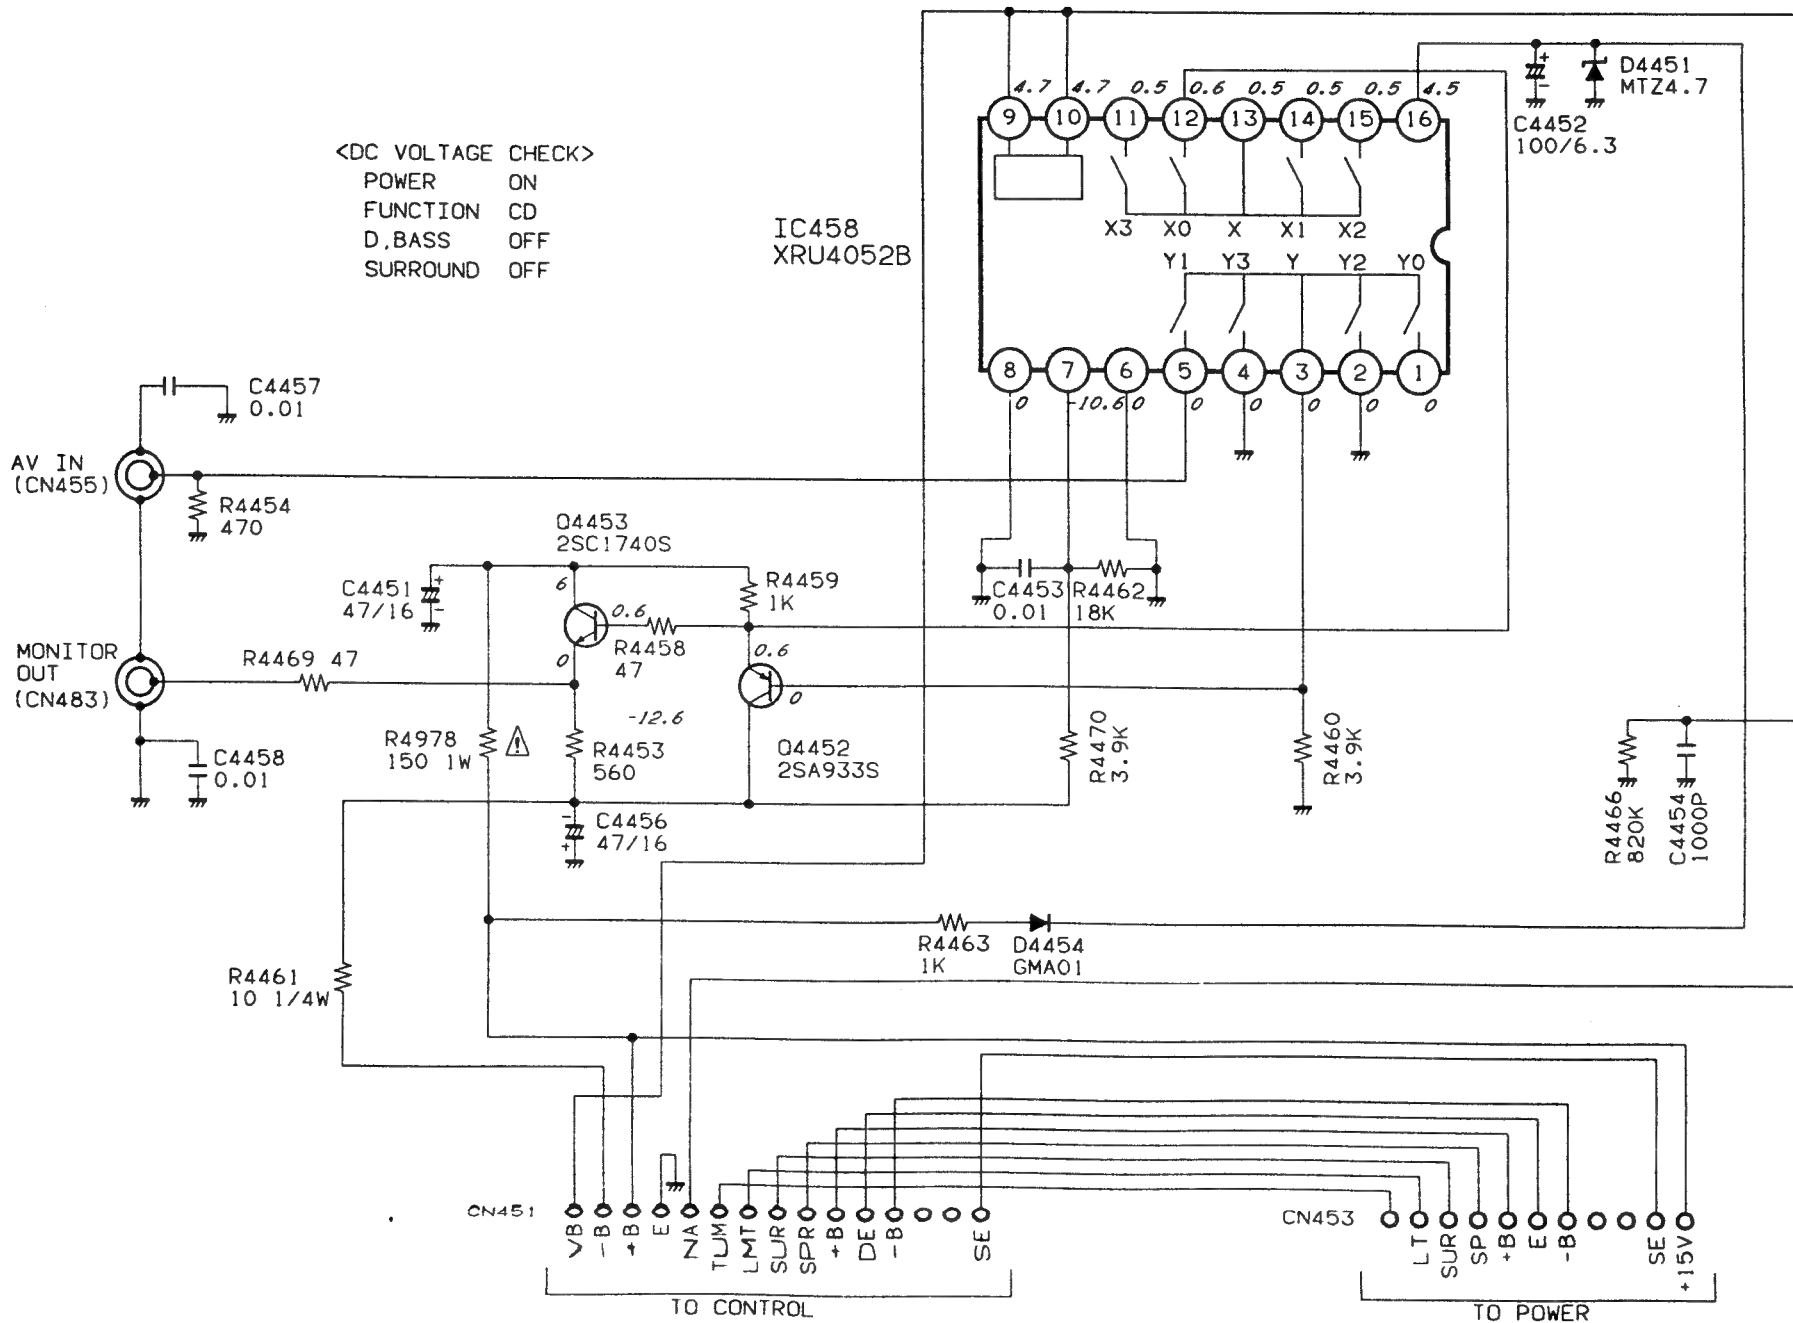 <DC VOLTAGE CHECK>
POWER ON
FUNCTION CD
D.BASS OFF
SURROUND OFF
IC458
XRU4052B
4.7 4.7 0.5 0.6 0.5 0.5 0.5 4.5
9 10 11 12 13 14 15 16
X3 X0 X X1 X2
Y1 Y3 Y Y2 Y0
8 7 6 5 4 3 2 1
0 -10.6 0 0 0 0 0 0
D4451
MTZ4.7
+
-
C4452
100/6.3
C4457
0.01
AV IN
(CN455)
R4454
470
Q4453
2SC1740S
C4451
47/16
+
-
6
0.6
0
R4459
1K
R4458
47
C4453
0.01
R4462
18K
MONITOR
OUT
(CN483)
R4469 47
0.6
0
-12.6
R4978
150 1W
R4453
560
Q4452
2SA933S
R4470
3.9K
R4460
3.9K
C4458
0.01
-
+
C4456
47/16
R4466
820K
C4454
1000P
R4463
1K
D4454
GMA01
R4461
10 1/4W
CN451
VB
-B
+B
E
NA
TUM
LMT
SUR
SPR
+B
DE
-B
SE
TO CONTROL
CN453
LT
SUR
SP
+B
E
-B
SE
+15V
TO POWER